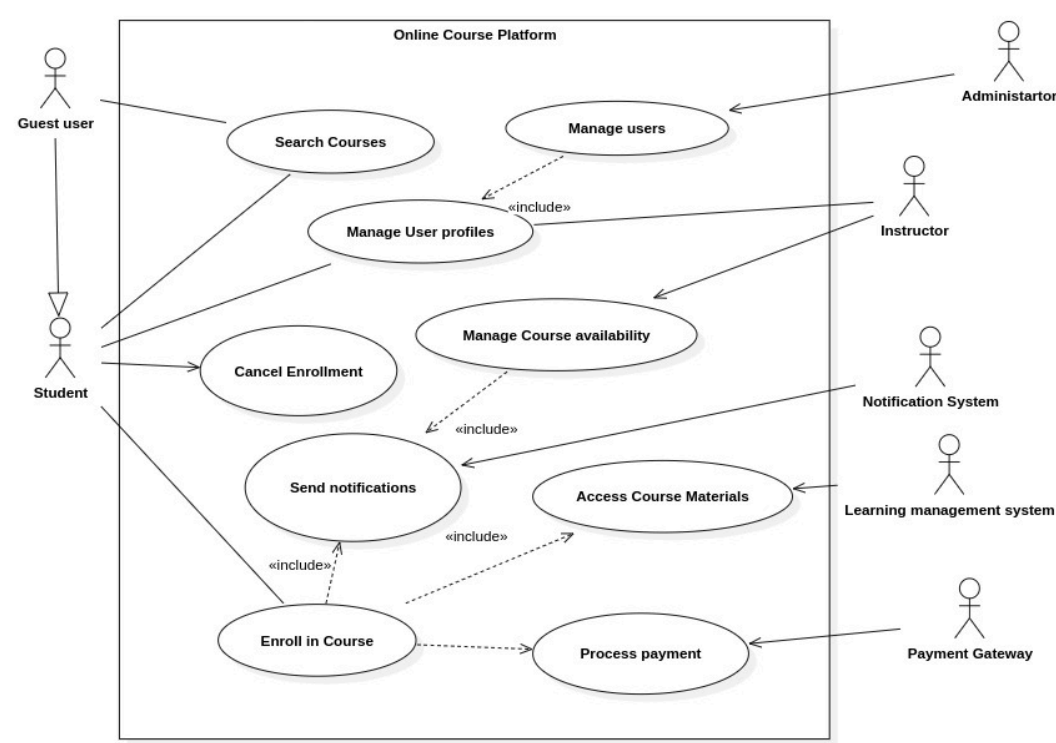 Online Course Platform
Guest user
Administartor
Search Courses
Manage users
«include»
Manage User profiles
Instructor
Manage Course availability
Cancel Enrollment
Student
Notification System
«include»
Send notifications
Access Course Materials
Learning management system
«include»
«include»
Enroll in Course
Process payment
Payment Gateway